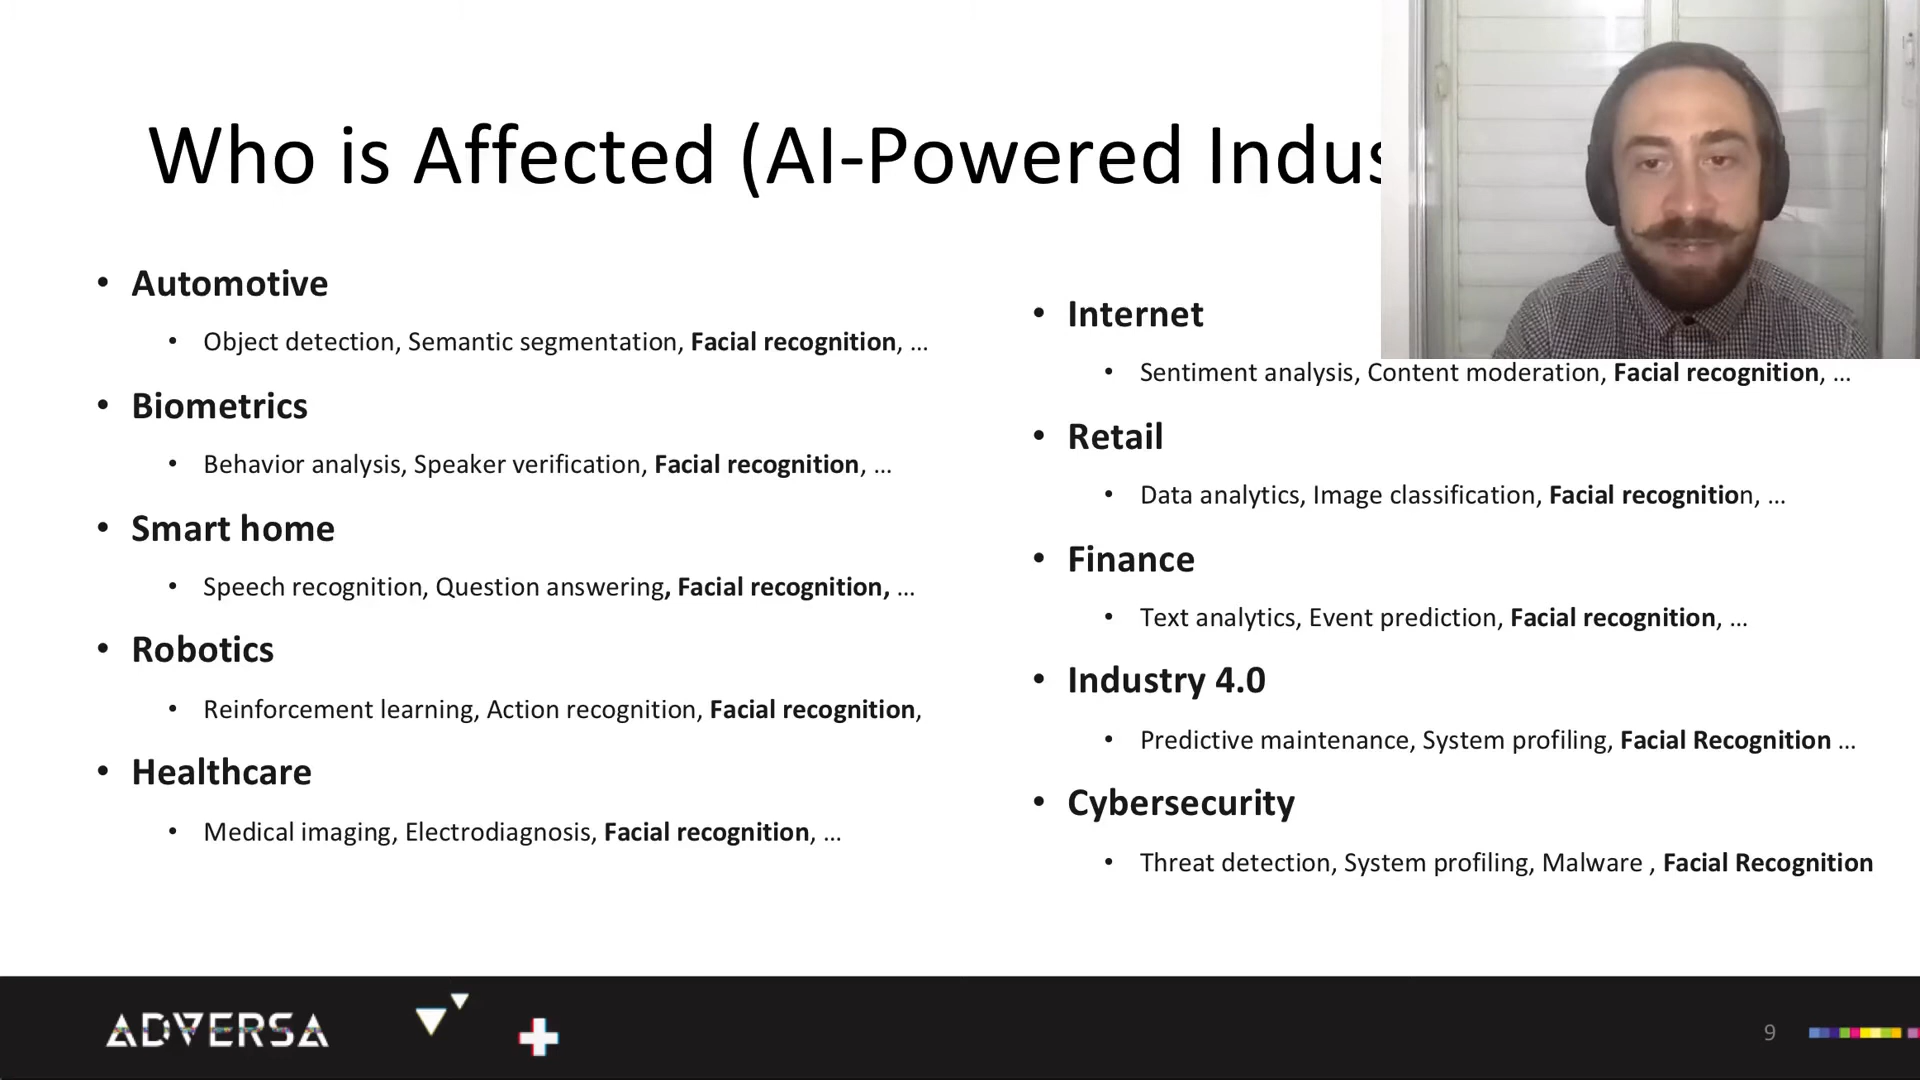 Who is Affected (AI-Powered Indus
• Automotive
• Object detection, Semantic segmentation, Facial recognition, ...
• Biometrics
• Behavior analysis, Speaker verification, Facial recognition, ...
• Smart home
• Speech recognition, Question answering, Facial recognition, ...
• Robotics
• Reinforcement learning, Action recognition, Facial recognition,
• Healthcare
• Medical imaging, Electrodiagnosis, Facial recognition, ...
• Internet
• Sentiment analysis, Content moderation, Facial recognition, ...
• Retail
• Data analytics, Image classification, Facial recognition, ...
• Finance
• Text analytics, Event prediction, Facial recognition, ...
• Industry 4.0
• Predictive maintenance, System profiling, Facial Recognition ...
• Cybersecurity
• Threat detection, System profiling, Malware , Facial Recognition
ADVERSA
9